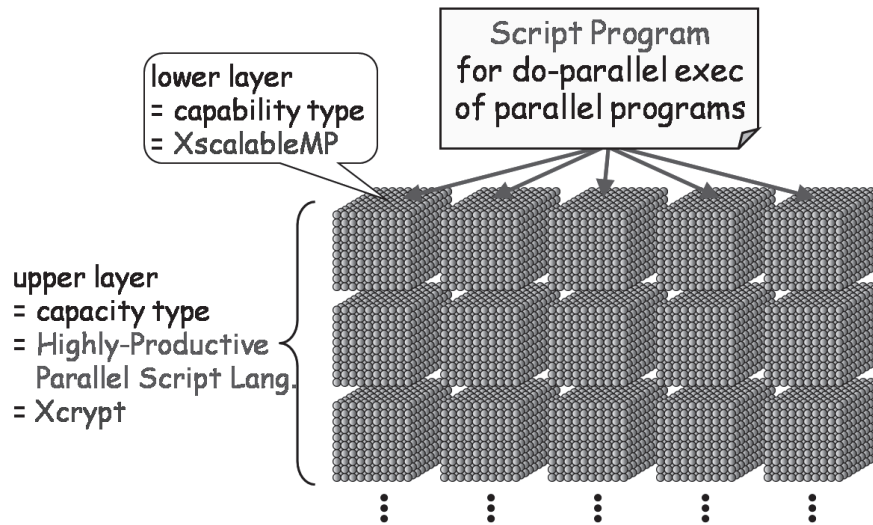 Script Program
for do-parallel exec
of parallel programs
lower layer
= capability type
= XscalableMP
upper layer
= capacity type
= Highly-Productive
Parallel Script Lang.
= Xcrypt